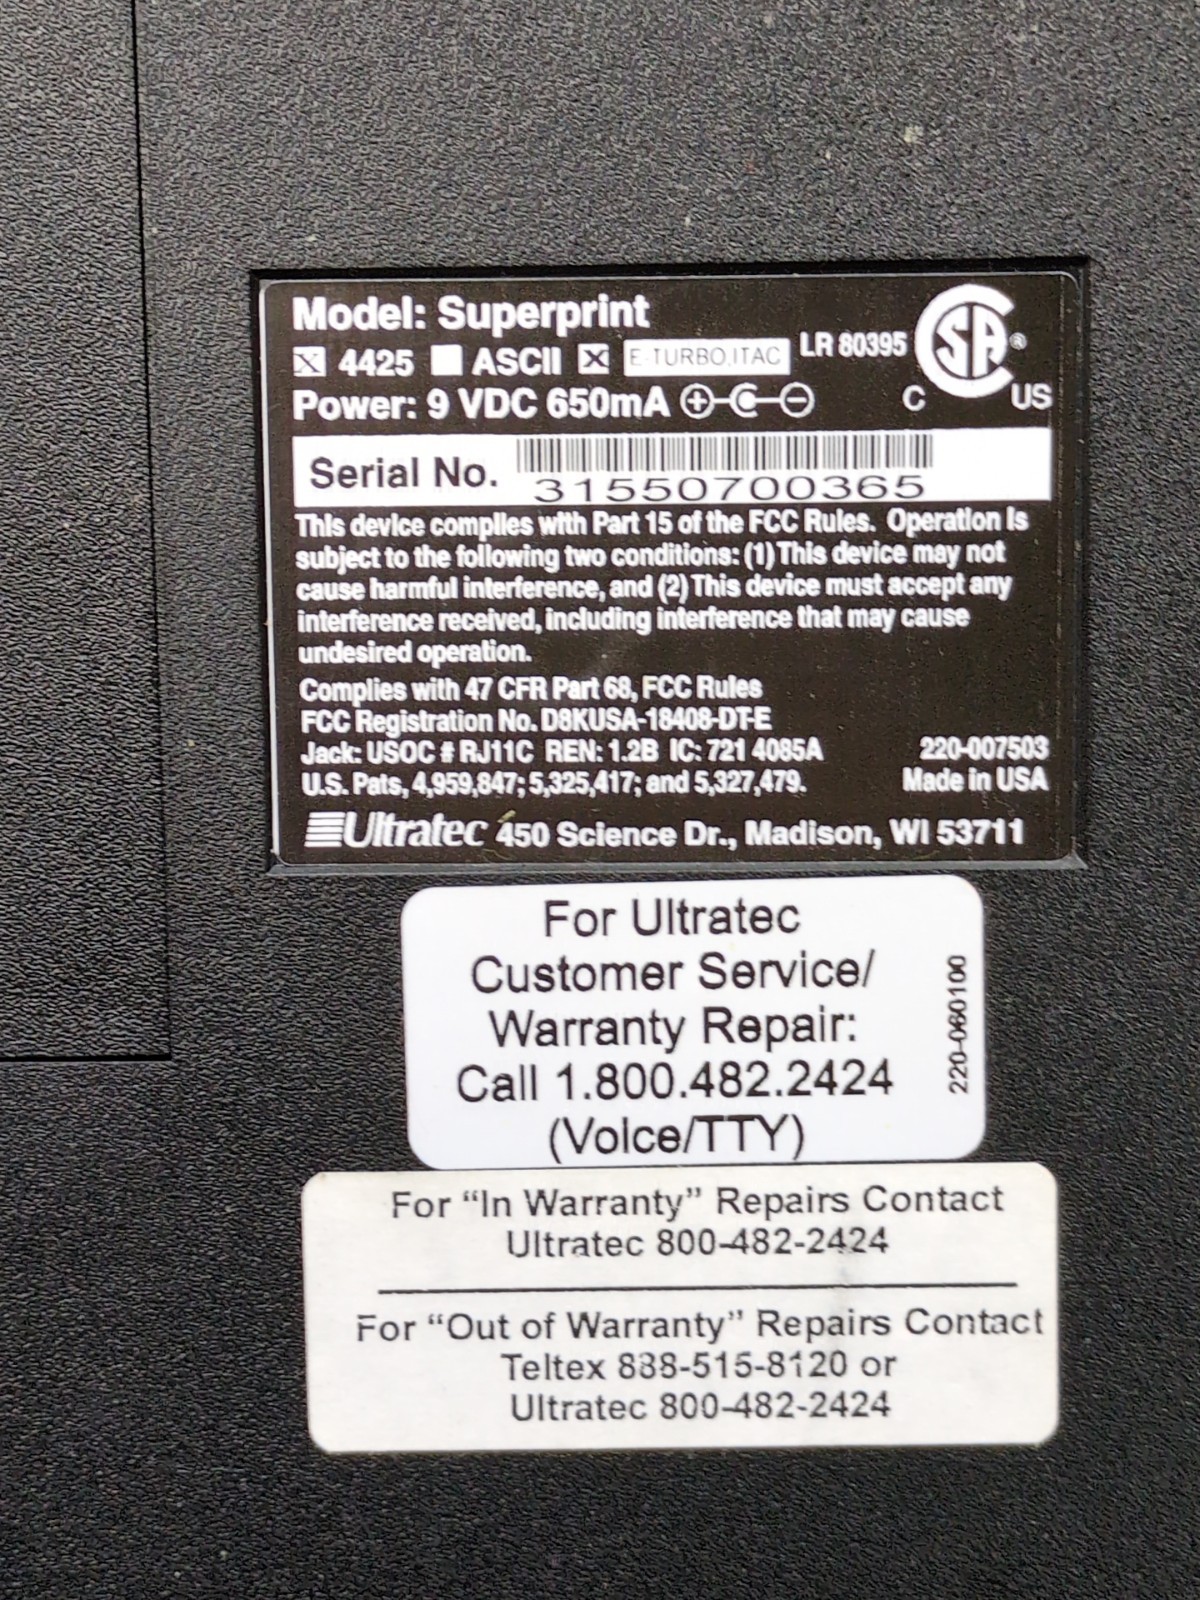 Model: Superprint
X 4425 ASCII X E-TURBO, ITAC LR 80395
SA ®
Power: 9 VDC 650mA C US
Serial No. 31550700365
This device complies with Part 15 of the FCC Rules. Operation is
subject to the following two conditions: (1) This device may not
cause harmful interference, and (2) This device must accept any
interference received, including interference that may cause
undesired operation.
Complies with 47 CFR Part 68, FCC Rules
FCC Registration No. D8KUSA-18408-DT-E
Jack: USOC # RJ11C REN: 1.2B IC: 721 4085A 220-007503
U.S. Pats, 4,959,847; 5,325,417; and 5,327,479. Made in USA
Ultratec 450 Science Dr., Madison, WI 53711
For Ultratec
Customer Service/
Warranty Repair:
Call 1.800.482.2424
(Voice/TTY)
220-060100
For “In Warranty” Repairs Contact
Ultratec 800-482-2424
For “Out of Warranty” Repairs Contact
Teltex 888-515-8120 or
Ultratec 800-482-2424